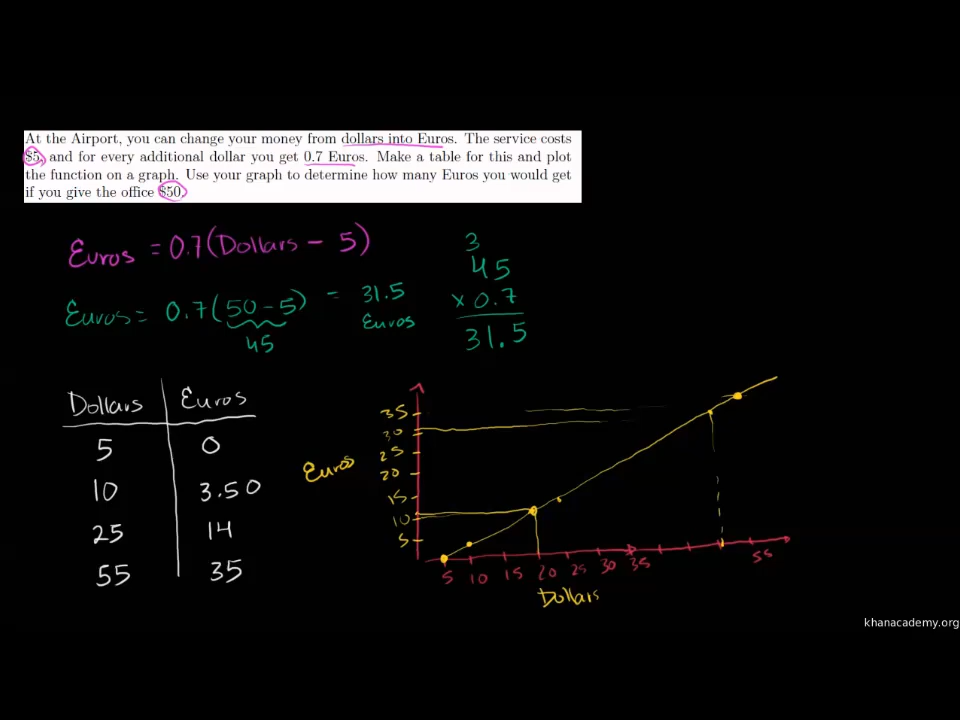 At the Airport, you can change your money from dollars into Euros. The service costs
$5, and for every additional dollar you get 0.7 Euros. Make a table for this and plot
the function on a graph. Use your graph to determine how many Euros you would get
if you give the office $50.
Euros = 0.7(Dollars - 5)
Euros = 0.7(50-5) = 31.5
Euros
45
3
45
x 0.7
31.5
Dollars Euros
5 0
10 3.50
25 14
55 35
Euros
35
30
25
20
15
10
5
5 10 15 20 25 30 35 55
Dollars
khanacademy.org